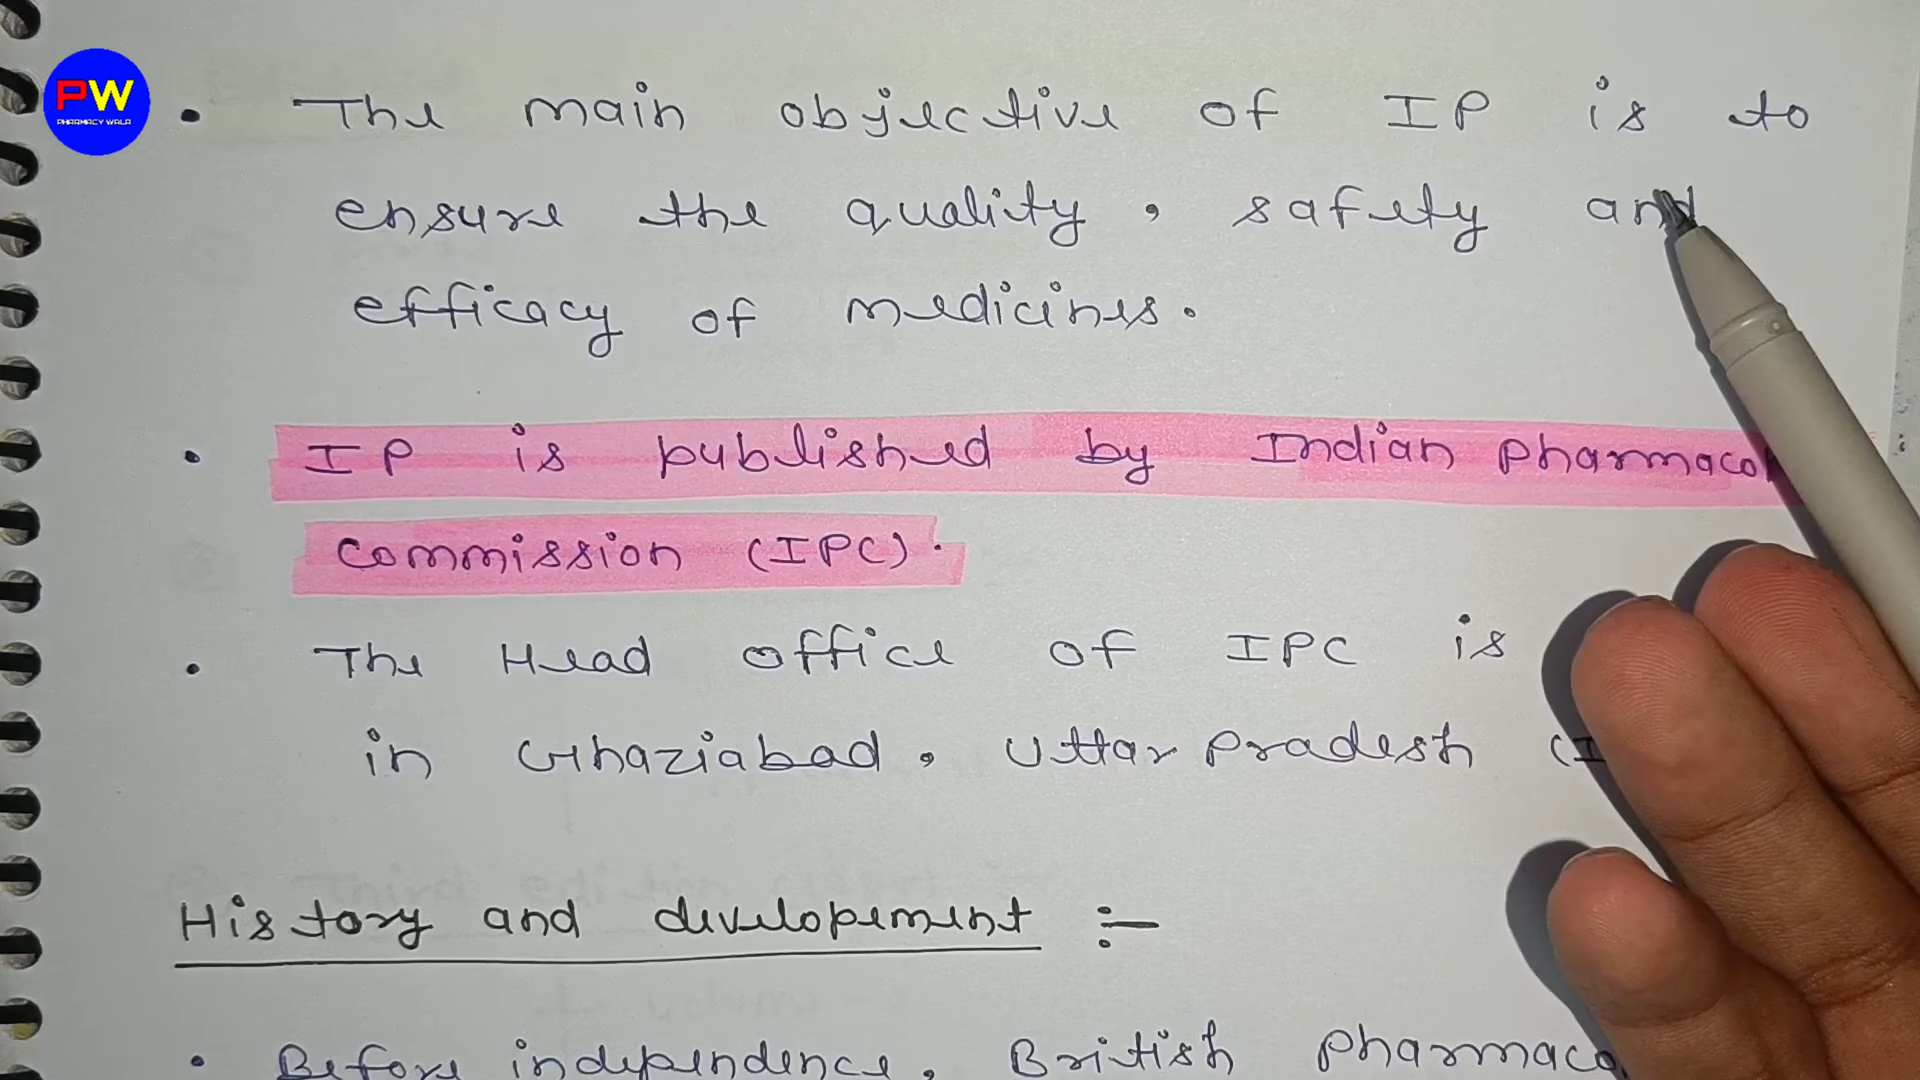 PW
PHARMACY WALA
• The main objective of IP is to
ensure the quality, safety and
efficacy of medicines.
• IP is published by Indian Pharmaco
Commission (IPC).
• The Head office of IPC is
in Ghaziabad, Uttar Pradesh (I
History and developement :-
• Before independence, British Pharmaco